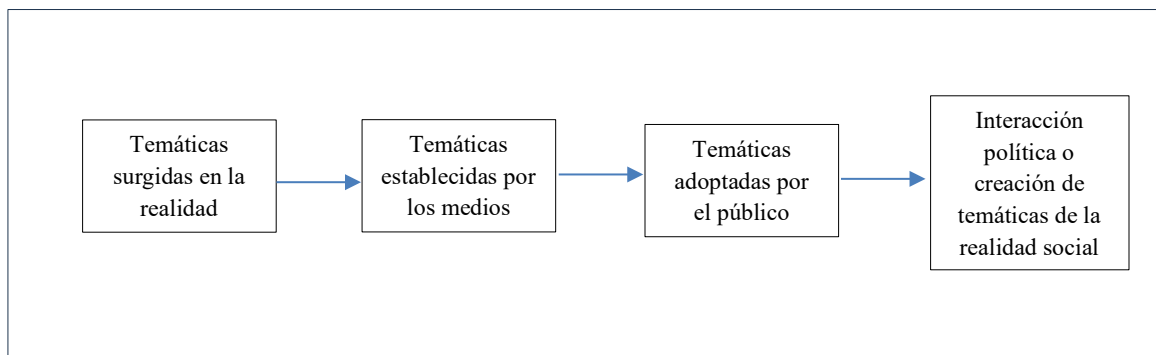 Temáticas
surgidas en la
realidad
Temáticas
establecidas por
los medios
Temáticas
adoptadas por
el público
Interacción
política o
creación de
temáticas de la
realidad social